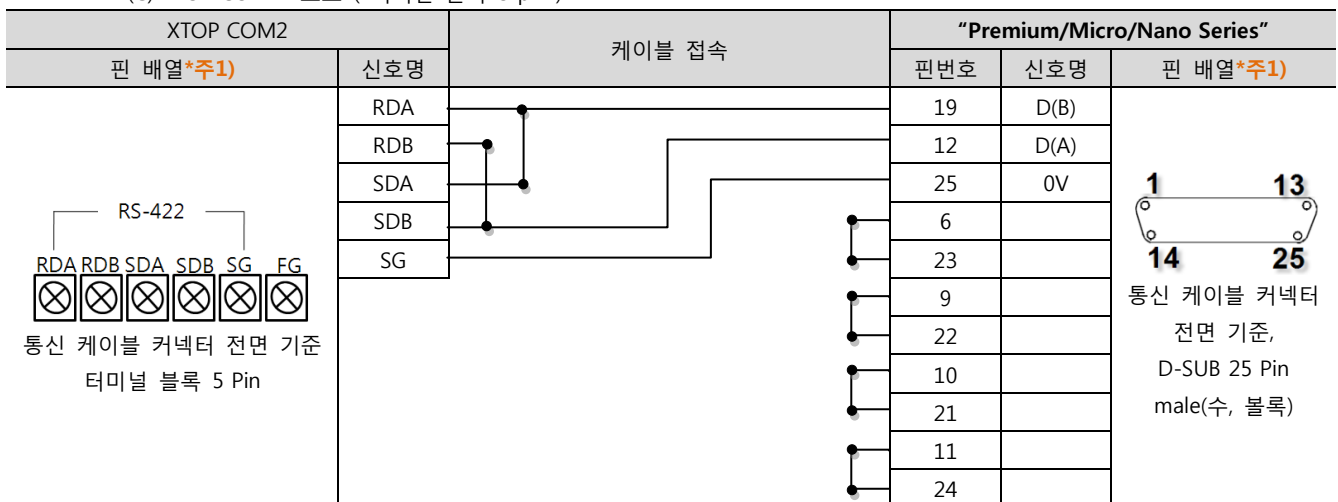 XTOP COM2 케이블 접속 “Premium/Micro/Nano Series”
핀 배열*주1) 신호명 핀번호 신호명 핀 배열*주1)
RDA 19 D(B)
RDB 12 D(A)
SDA 25 0V
SDB 6
SG 23
9
22
10
21
11
24
RS-422
RDA RDB SDA SDB SG FG
통신 케이블 커넥터 전면 기준
터미널 블록 5 Pin
1 13
14 25
통신 케이블 커넥터
전면 기준,
D-SUB 25 Pin
male(수, 볼록)